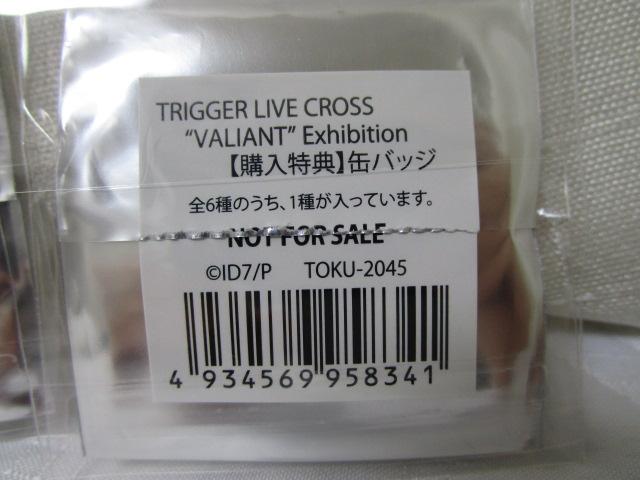 TRIGGER LIVE CROSS
“VALIANT” Exhibition
【購入特典】缶バッジ
全6種のうち、1種が入っています。
NOT FOR SALE
©ID7/P TOKU-2045
4 934569 958341